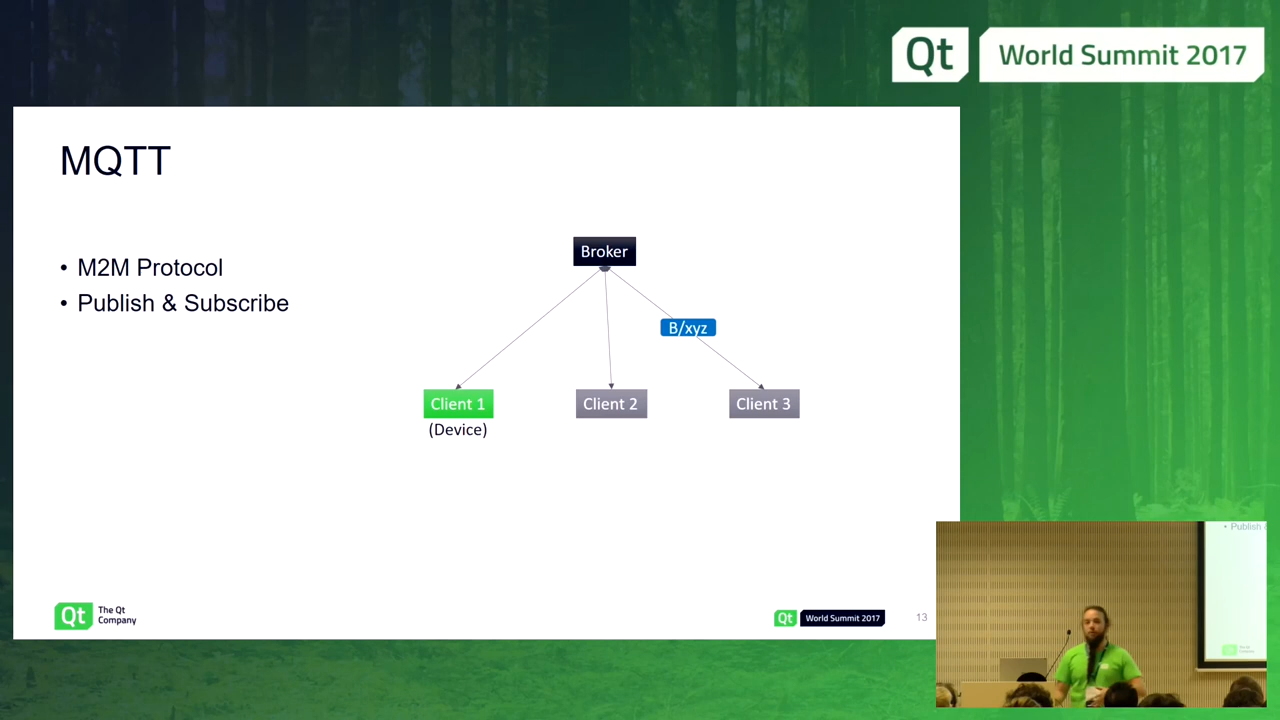 Qt World Summit 2017
MQTT
• M2M Protocol
• Publish & Subscribe
Broker
B/xyz
Client 1
Client 2
Client 3
(Device)
Qt The Qt Company
Qt World Summit 2017
13
• Publish &